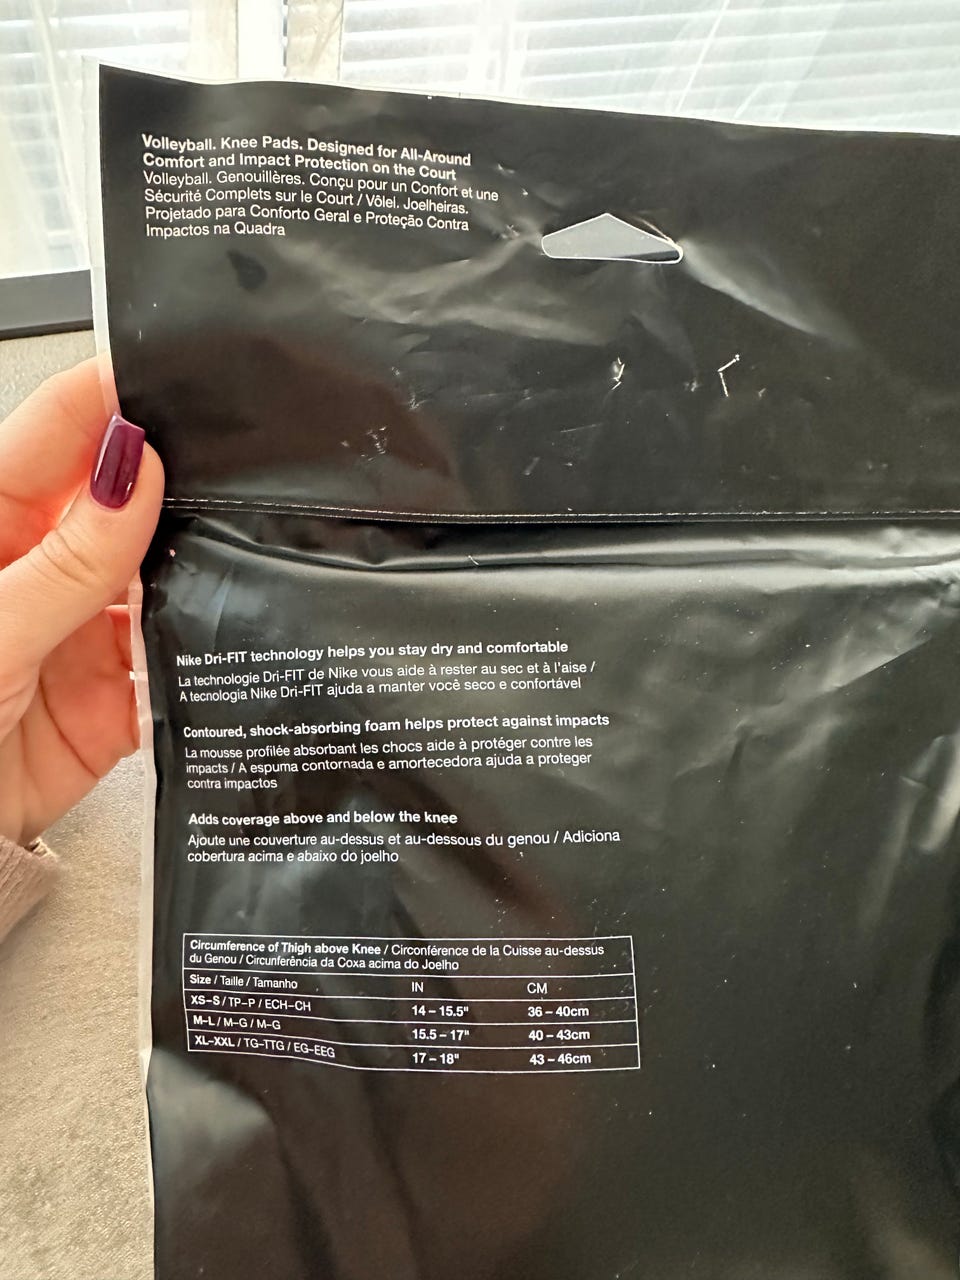 Volleyball. Knee Pads. Designed for All-Around
Comfort and Impact Protection on the Court
Volleyball. Genouillères. Conçu pour un Confort et une
Sécurité Complets sur le Court / Vôlei. Joelheiras.
Projetado para Conforto Geral e Proteção Contra
Impactos na Quadra
Nike Dri-FIT technology helps you stay dry and comfortable
La technologie Dri-FIT de Nike vous aide à rester au sec et à l'aise /
A tecnologia Nike Dri-FIT ajuda a manter você seco e confortável
Contoured, shock-absorbing foam helps protect against impacts
La mousse profilée absorbant les chocs aide à protéger contre les
impacts / A espuma contornada e amortecedora ajuda a proteger
contra impactos
Adds coverage above and below the knee
Ajoute une couverture au-dessus et au-dessous du genou / Adiciona
cobertura acima e abaixo do joelho
Circumference of Thigh above Knee / Circonférence de la Cuisse au-dessus
du Genou / Circunferência da Coxa acima do Joelho
Size / Taille / Tamanho IN CM
XS–S / TP–P / ECH–CH 14 – 15.5" 36 – 40cm
M–L / M–G / M–G 15.5 – 17" 40 – 43cm
XL–XXL / TG–TTG / EG–EEG 17 – 18" 43 – 46cm